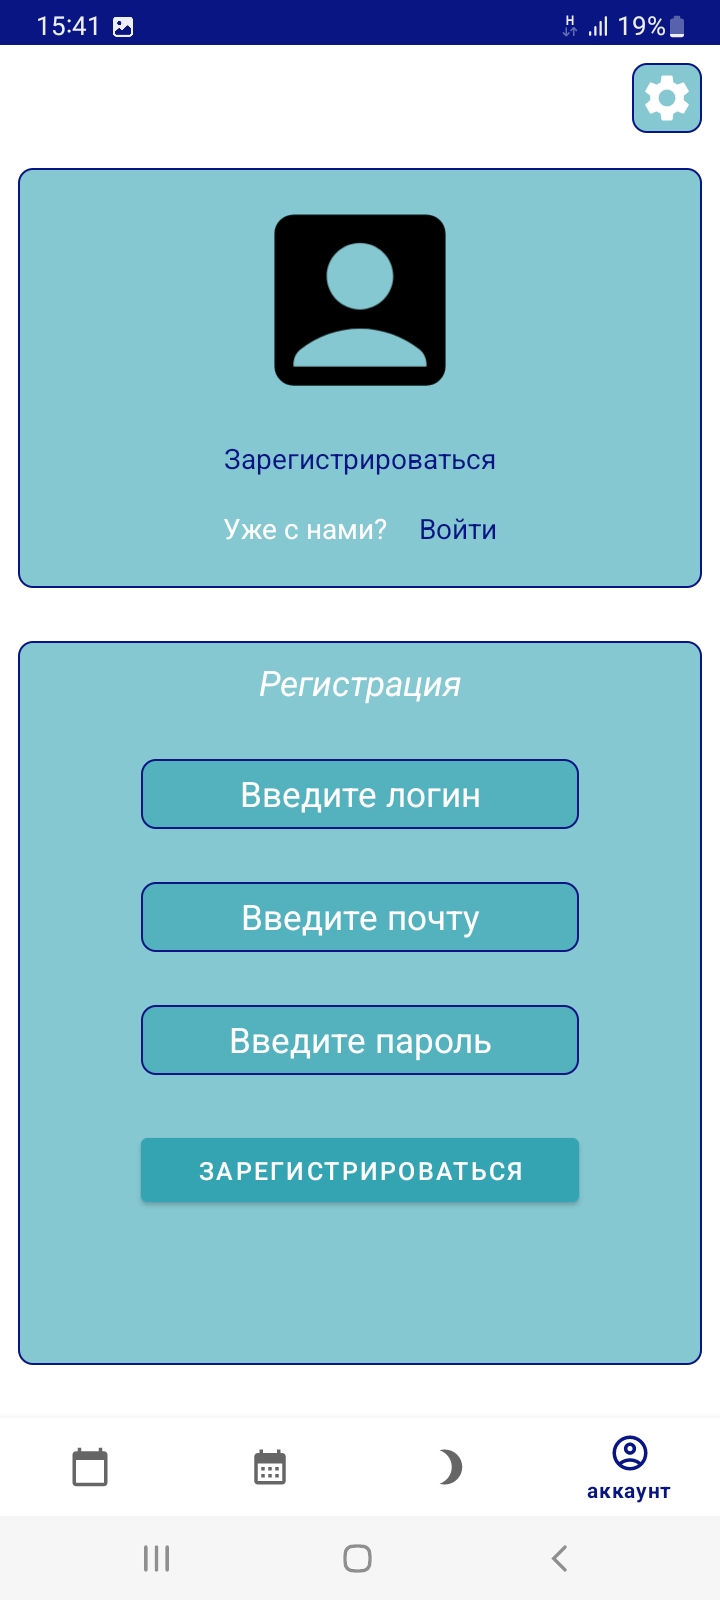 15:41 H 19%
Зарегистрироваться
Уже с нами? Войти
Регистрация
Введите логин
Введите почту
Введите пароль
ЗАРЕГИСТРИРОВАТЬСЯ
аккаунт